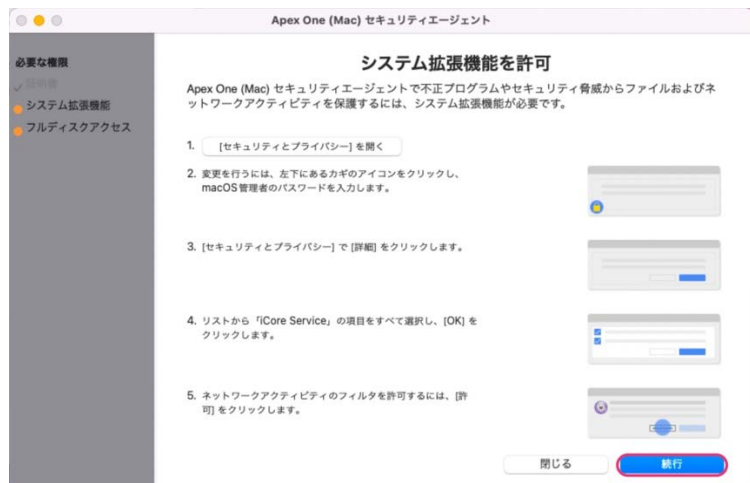 Apex One (Mac) セキュリティエージェント
必要な権限
証明書
システム拡張機能
フルディスクアクセス
システム拡張機能を許可
Apex One (Mac) セキュリティエージェントで不正プログラムやセキュリティ脅威からファイルおよびネ
ットワークアクティビティを保護するには、システム拡張機能が必要です。
1. [セキュリティとプライバシー] を開く
2. 変更を行うには、左下にあるカギのアイコンをクリックし、
macOS管理者のパスワードを入力します。
3. [セキュリティとプライバシー] で [詳細] をクリックします。
4. リストから「iCore Service」の項目をすべて選択し、[OK] を
クリックします。
5. ネットワークアクティビティのフィルタを許可するには、[許
可] をクリックします。
閉じる
続行